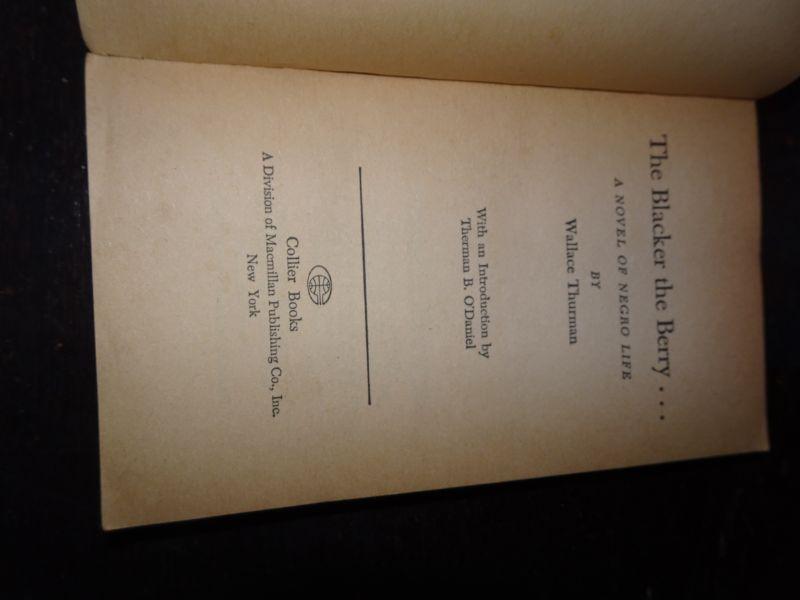 The Blacker the Berry . . .
A NOVEL OF NEGRO LIFE
BY
Wallace Thurman
With an Introduction by
Therman B. O'Daniel
Collier Books
A Division of Macmillan Publishing Co., Inc.
New York